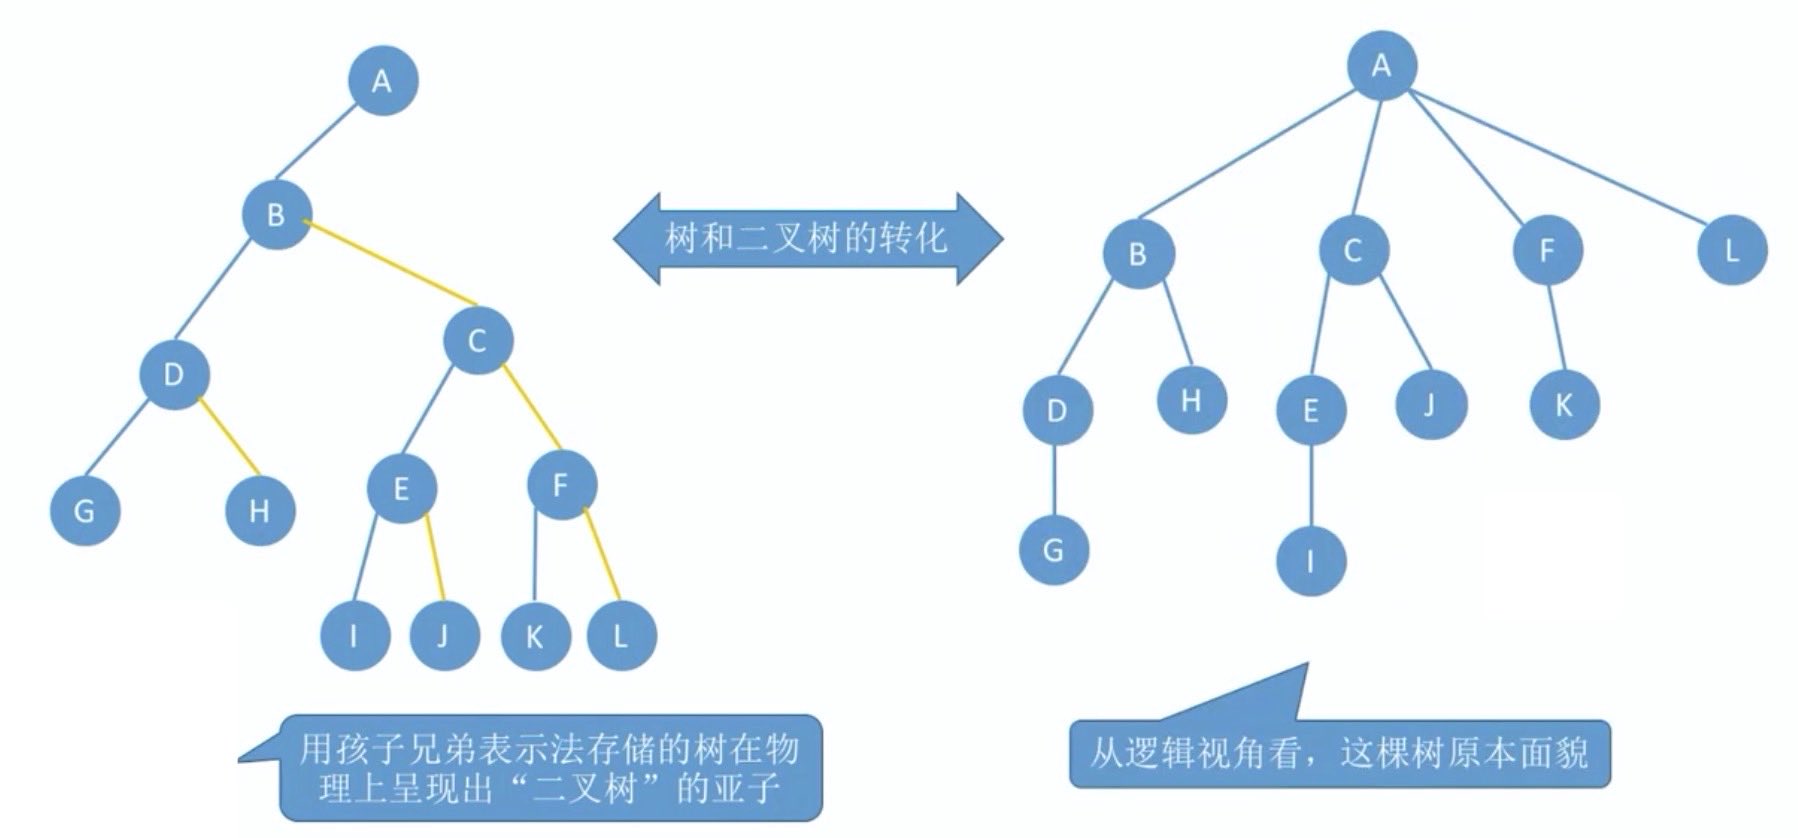 A
B
C
D
E
F
G
H
I
J
K
L
用孩子兄弟表示法存储的树在物
理上呈现出“二叉树”的亚子
树和二叉树的转化
A
B
C
F
L
D
H
E
J
K
G
I
从逻辑视角看，这棵树原本面貌